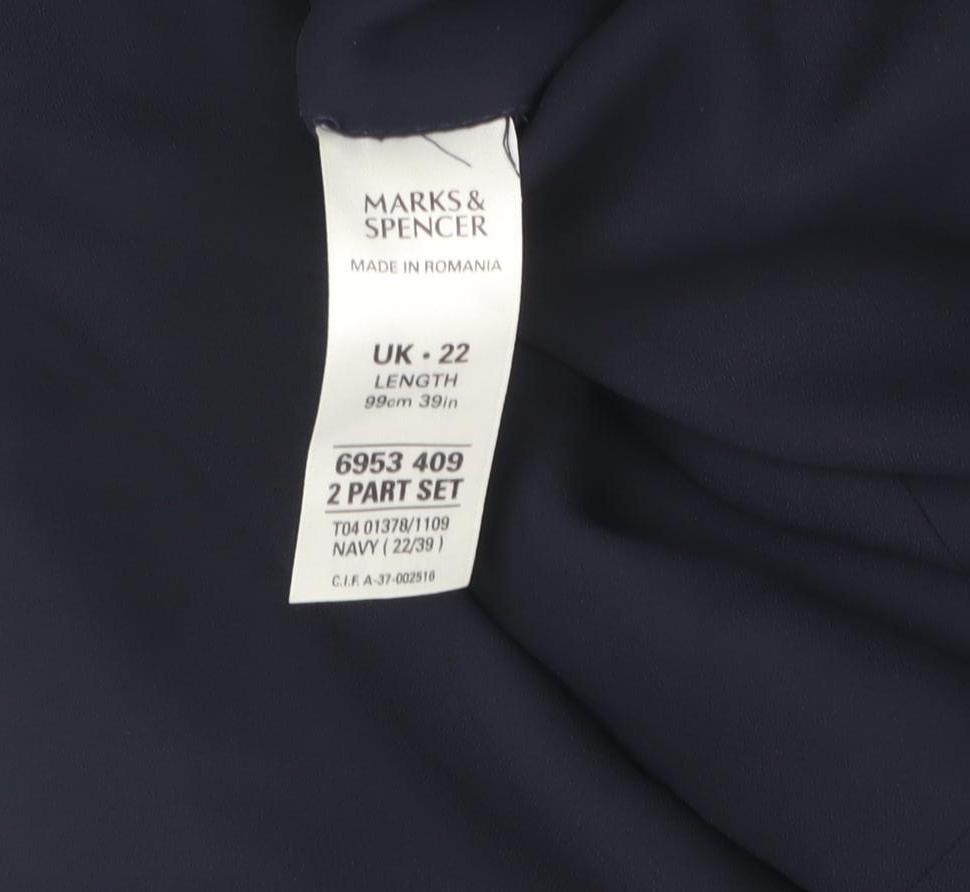 MARKS &
SPENCER
MADE IN ROMANIA
UK • 22
LENGTH
99cm 39in
6953 409
2 PART SET
T04 01378/1109
NAVY ( 22/39 )
C.I.F. A-37-002516